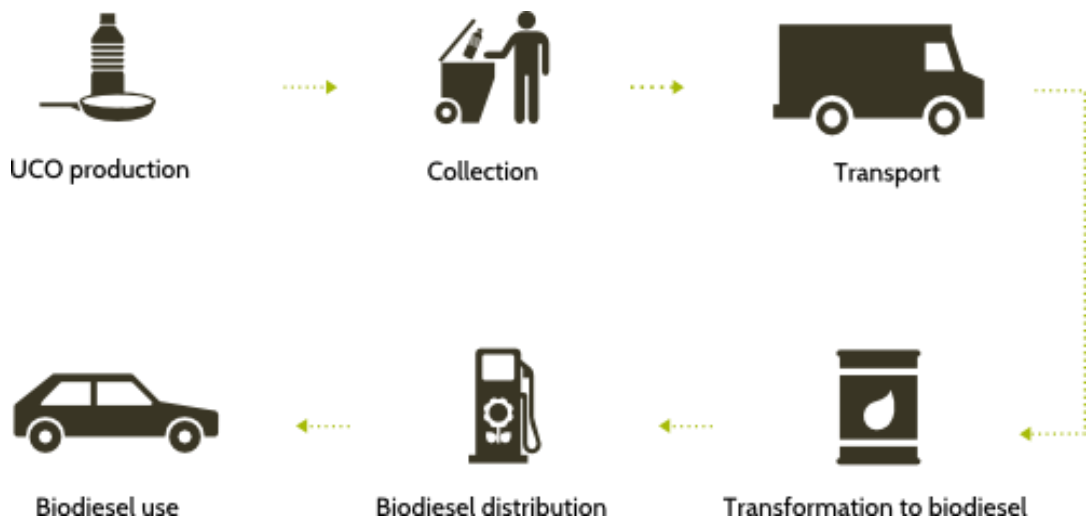 UCO production
Collection
Transport
Biodiesel use
Biodiesel distribution
Transformation to biodiesel